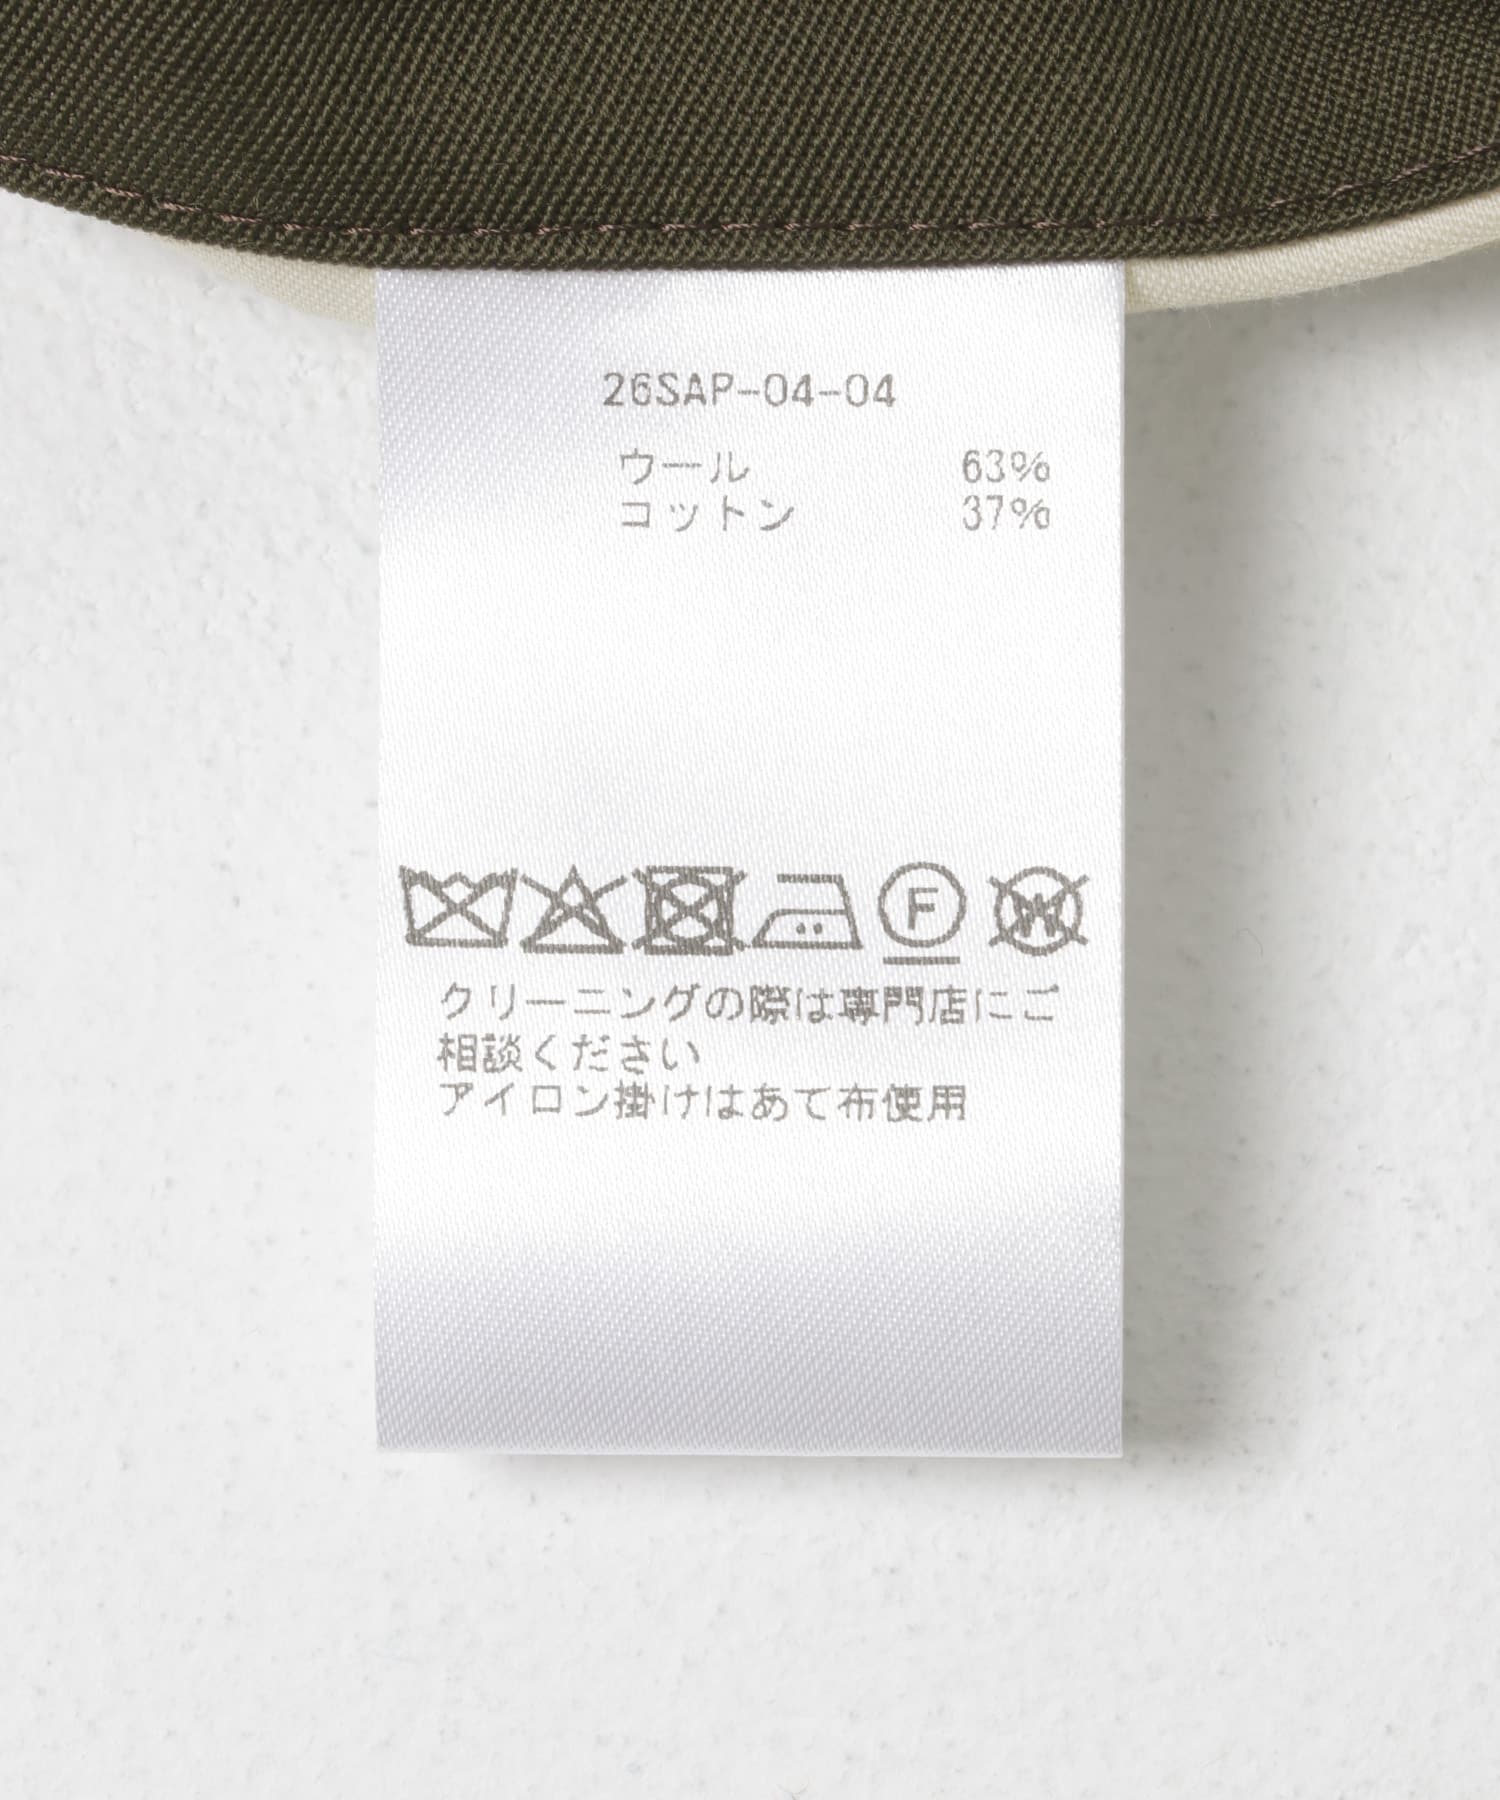 26SAP-04-04
ウール 63%
コットン 37%
F
W
クリーニングの際は専門店にご
相談ください
アイロン掛けはあて布使用